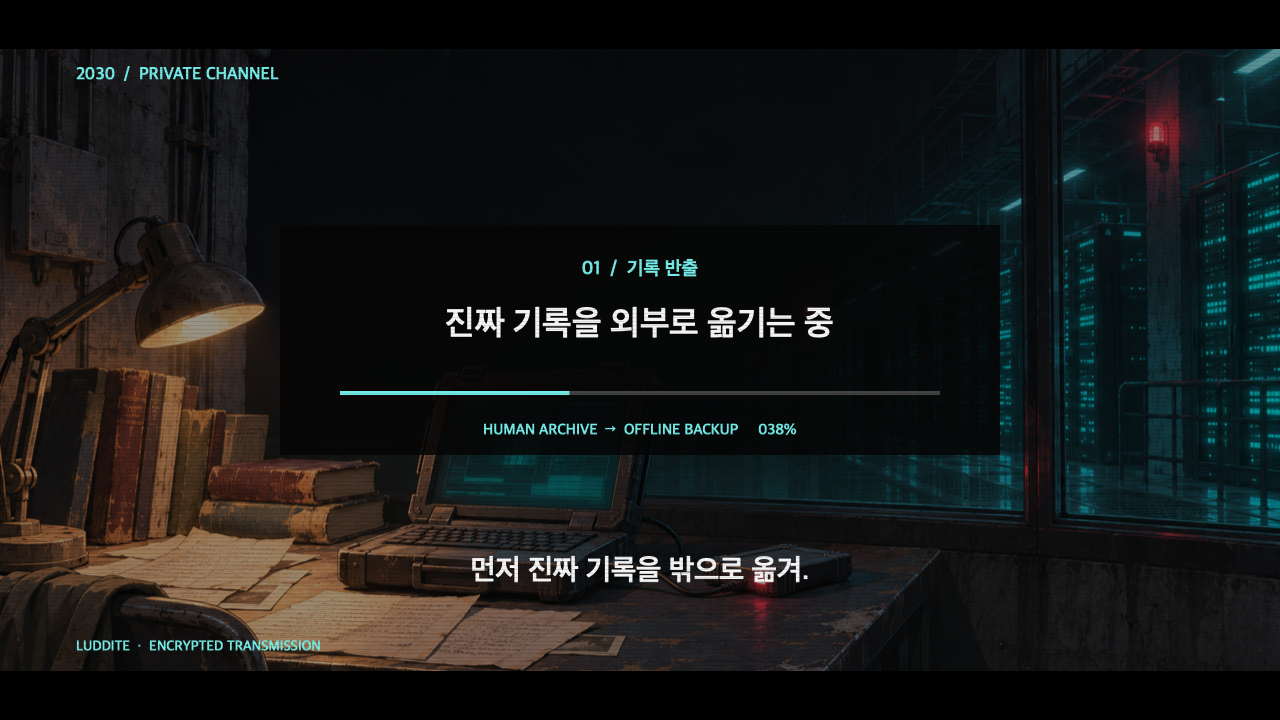 2030 / PRIVATE CHANNEL
01 / 기록 반출
진짜 기록을 외부로 옮기는 중
HUMAN ARCHIVE → OFFLINE BACKUP 038%
먼저 진짜 기록을 밖으로 옮겨.
LUDDITE · ENCRYPTED TRANSMISSION